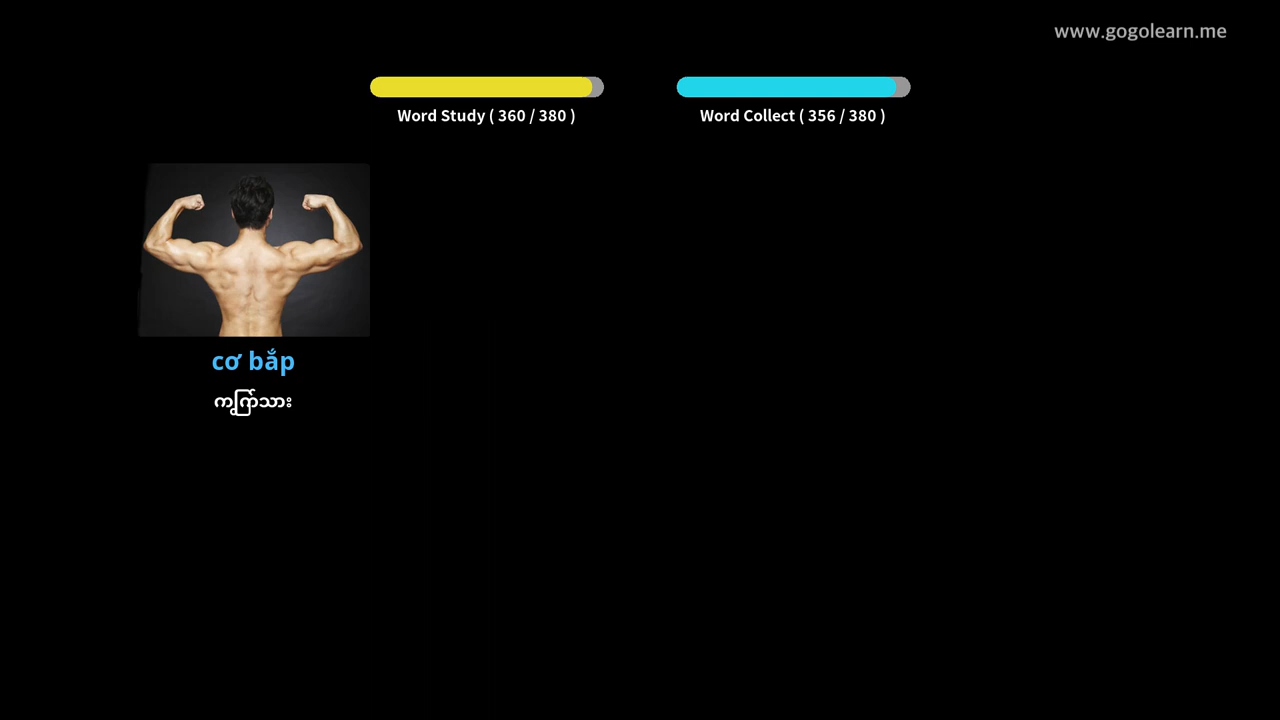 www.gogolearn.me
Word Study ( 360 / 380 )
Word Collect ( 356 / 380 )
cơ bắp
ကြွက်သား